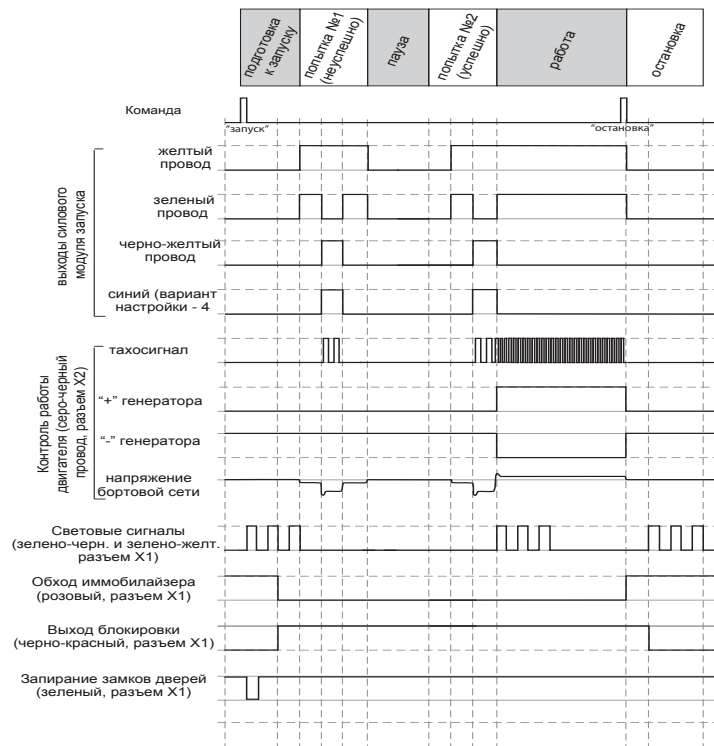 подготовка
к запуску
попытка №1
(неуспешно)
пауза
попытка №2
(успешно)
работа
остановка
Команда
“запуск”
“остановка”
выходы силового
модуля запуска
желтый
провод
зеленый
провод
черно-желтый
провод
синий (вариант
настройки - 4
Контроль работы
двигателя (серо-черный
провод, разъем X2)
тахосигнал
“+” генератора
“-” генератора
напряжение
бортовой сети
Световые сигналы
(зелено-черн. и зелено-желт.
разъем X1)
Обход иммобилайзера
(розовый, разъем X1)
Выход блокировки
(черно-красный, разъем X1)
Запирание замков дверей
(зеленый, разъем X1)